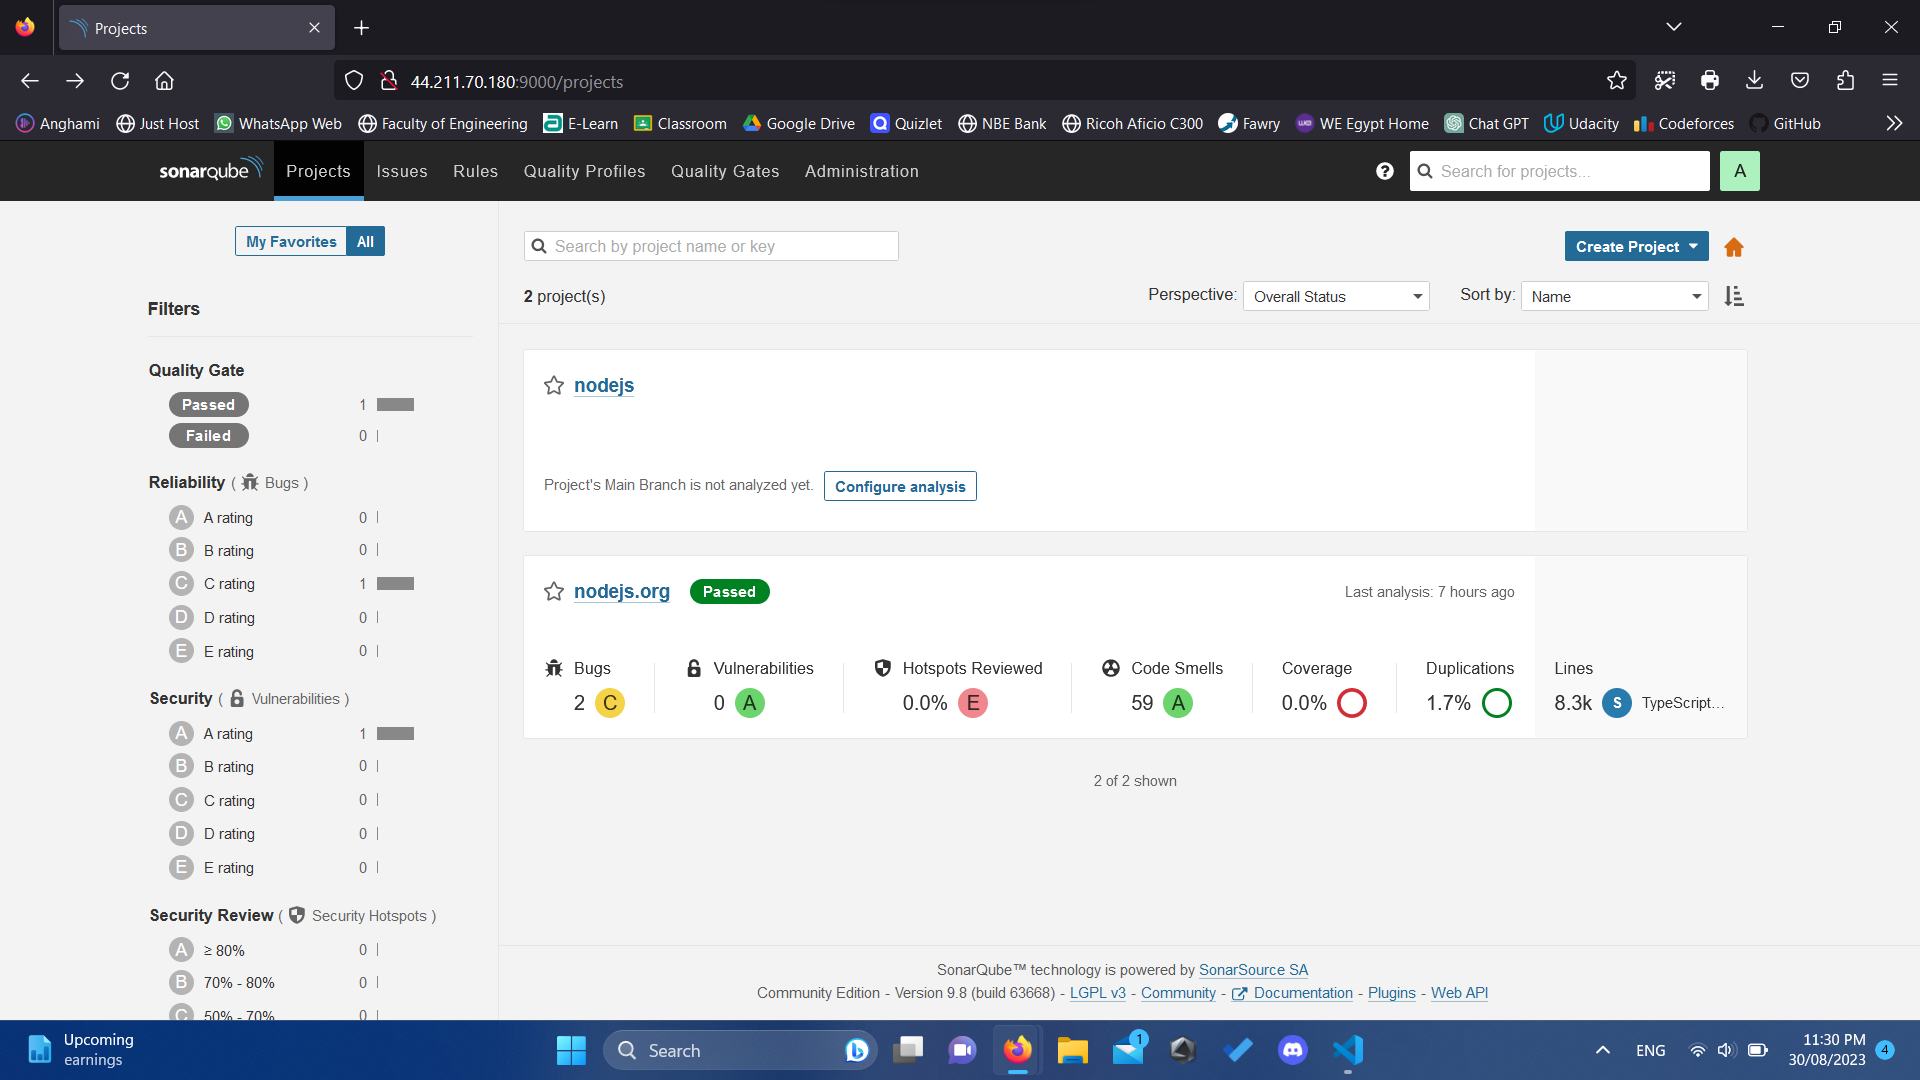 Projects
44.211.70.180:9000/projects
Anghami Just Host WhatsApp Web Faculty of Engineering E-Learn Classroom Google Drive Quizlet NBE Bank Ricoh Aficio C300 Fawry WE Egypt Home Chat GPT Udacity Codeforces GitHub
sonarqube Projects Issues Rules Quality Profiles Quality Gates Administration ? Search for projects... A
My Favorites All
Search by project name or key
Create Project
2 project(s)
Perspective: Overall Status Sort by: Name
Filters
Quality Gate
Passed 1
Failed 0
Reliability ( Bugs )
A A rating 0
B B rating 0
C C rating 1
D D rating 0
E E rating 0
Security ( Vulnerabilities )
A A rating 1
B B rating 0
C C rating 0
D D rating 0
E E rating 0
Security Review ( Security Hotspots )
A ≥ 80% 0
B 70% - 80% 0
C 50% - 70% 0
nodejs
Project's Main Branch is not analyzed yet. Configure analysis
nodejs.org Passed Last analysis: 7 hours ago
Bugs Vulnerabilities Hotspots Reviewed Code Smells Coverage Duplications Lines
2 C 0 A 0.0% E 59 A 0.0% 1.7% 8.3k S TypeScript...
2 of 2 shown
SonarQube™ technology is powered by SonarSource SA
Community Edition - Version 9.8 (build 63668) - LGPL v3 - Community - Documentation - Plugins - Web API
Upcoming
earnings
Search
1
ENG
11:30 PM
30/08/2023
4